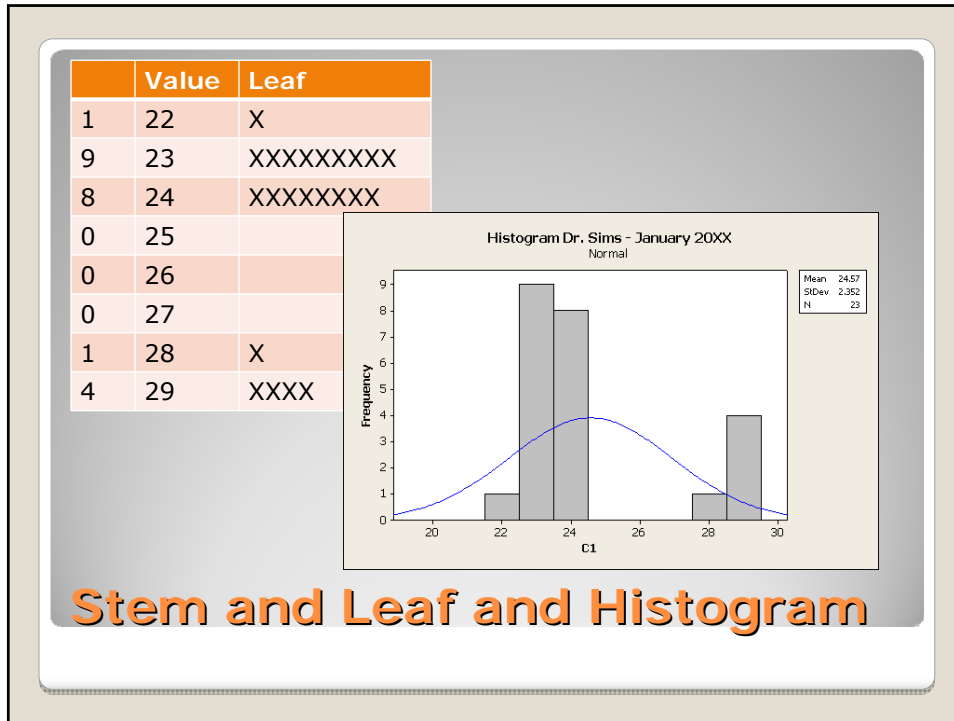 Value Leaf
1 22 X
9 23 XXXXXXXXX
8 24 XXXXXXXX
0 25
0 26
0 27
1 28 X
4 29 XXXX
Histogram Dr. Sims - January 20XX
Normal
Mean 24.57
StDev 2.352
N 23
Frequency
9
8
7
6
5
4
3
2
1
0
20 22 24 26 28 30
C1
Stem and Leaf and Histogram